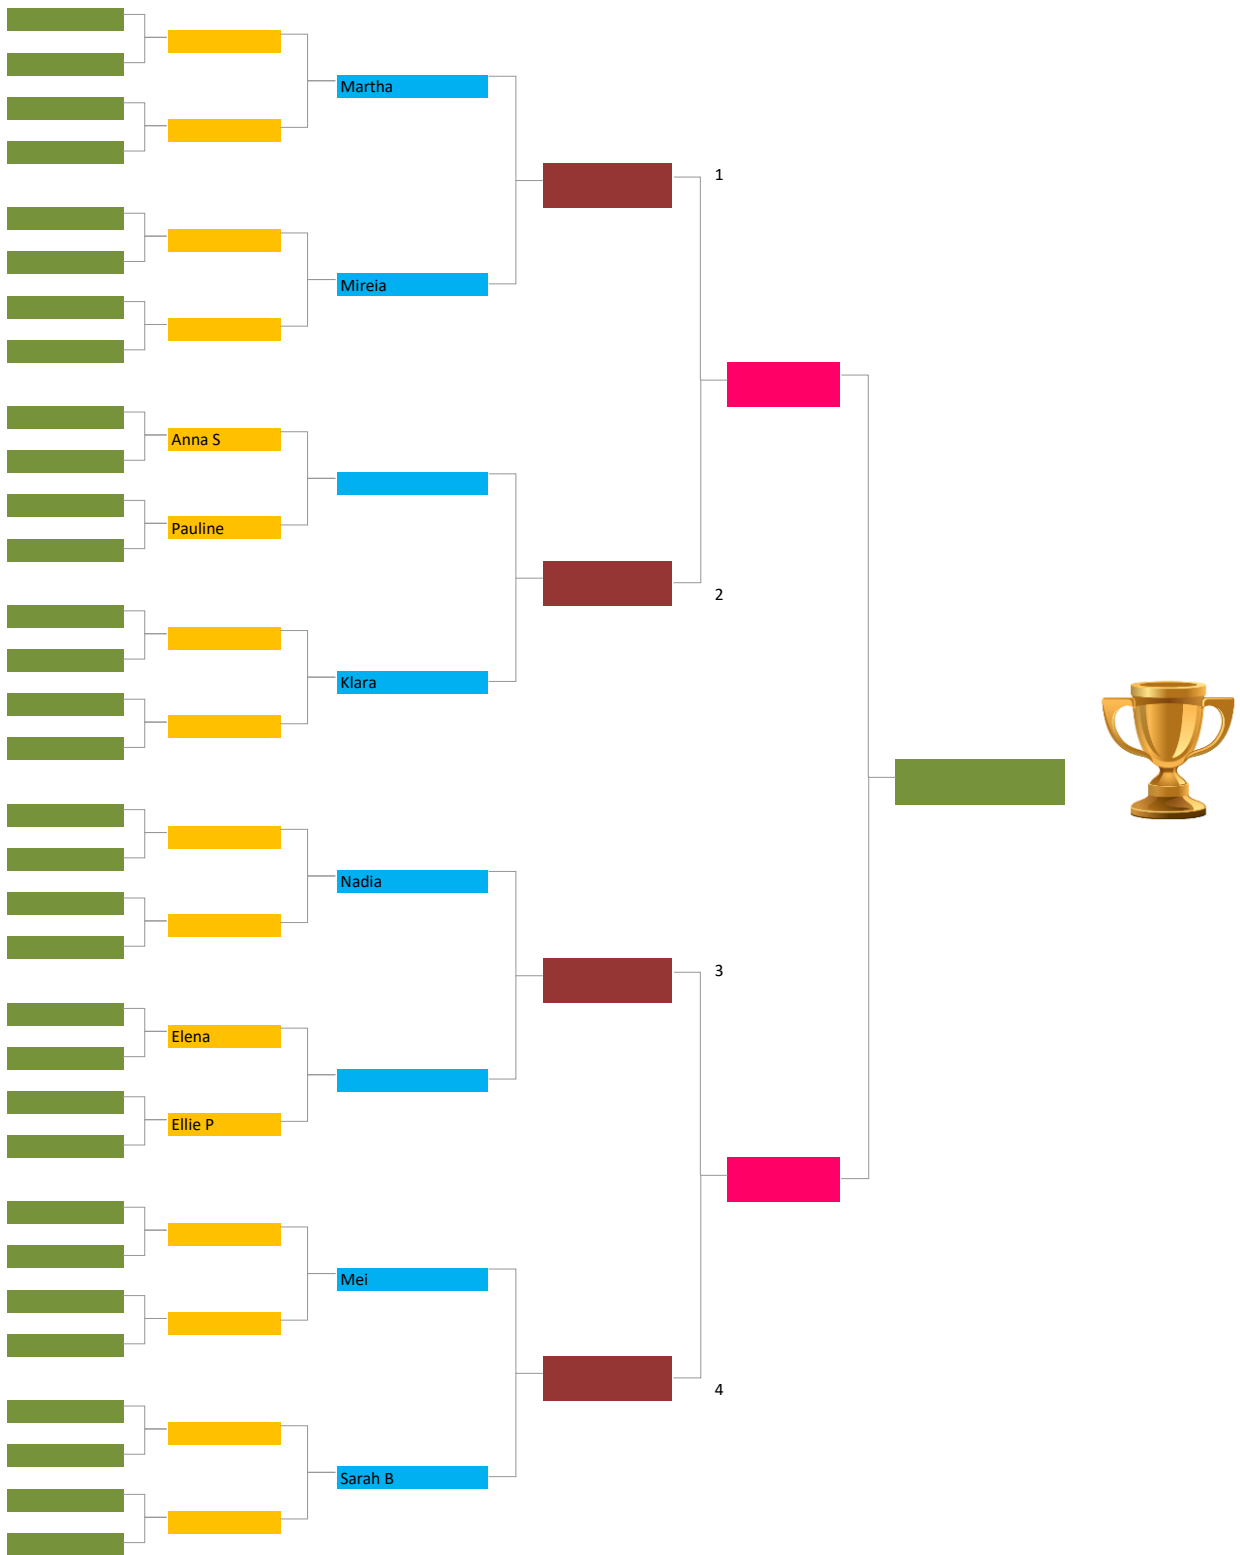 Martha
1
Mireia
Anna S
Pauline
2
Klara
Nadia
3
Elena
Ellie P
Mei
4
Sarah B